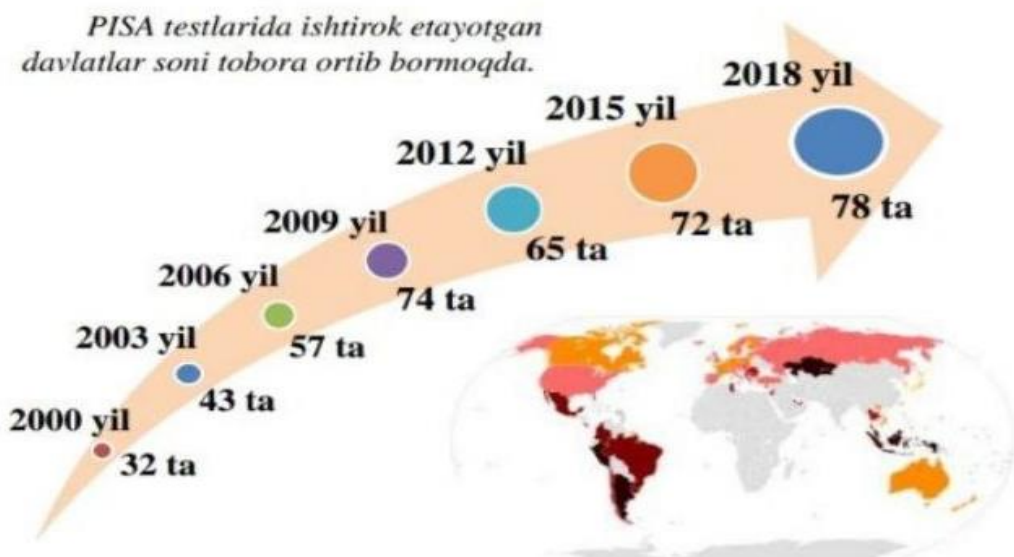 PISA testlarida ishtirok etayotgan
davlatlar soni tobora ortib bormoqda.
2000 yil
32 ta
2003 yil
43 ta
2006 yil
57 ta
2009 yil
74 ta
2012 yil
65 ta
2015 yil
72 ta
2018 yil
78 ta